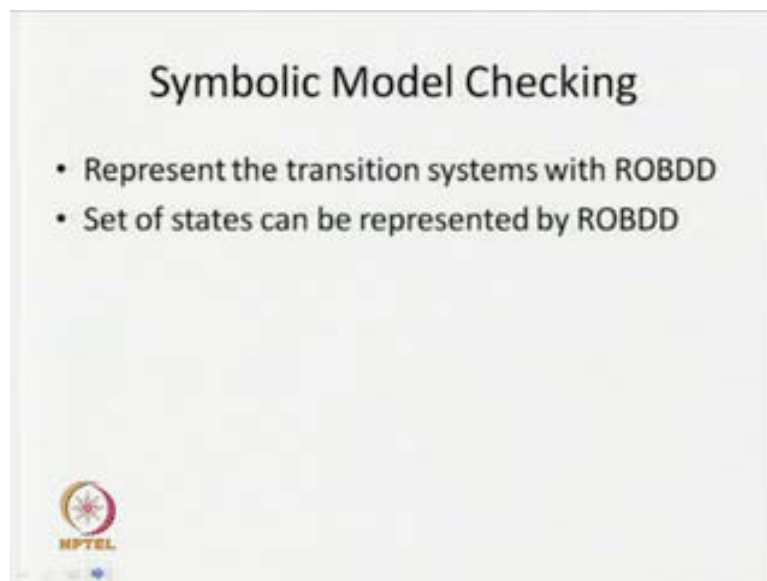 Symbolic Model Checking
• Represent the transition systems with ROBDD
• Set of states can be represented by ROBDD
NPTEL